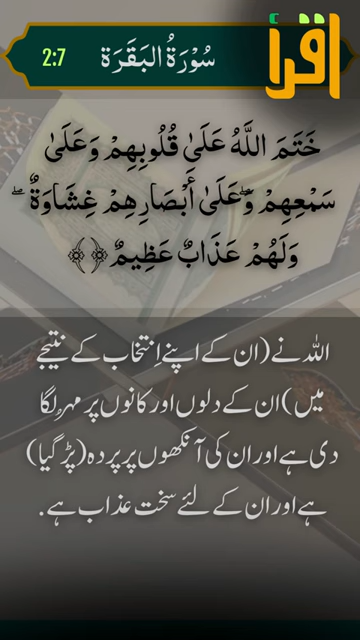 اقرأ
سُوْرَةُ البَقَرَة
2:7
خَتَمَ اللَّهُ عَلَىٰ قُلُوبِهِمْ وَعَلَىٰ
سَمْعِهِمْ ۖ وَعَلَىٰ أَبْصَارِهِمْ غِشَاوَةٌ ۖ
وَلَهُمْ عَذَابٌ عَظِيمٌ ﴿﴾
اللہ نے (ان کے اپنے اِنتخاب کے نتیجے
میں) ان کے دلوں اور کانوں پر مہر لگا
دی ہے اور ان کی آنکھوں پر پردہ (پڑ گیا)
ہے اور ان کے لئے سخت عذاب ہے.